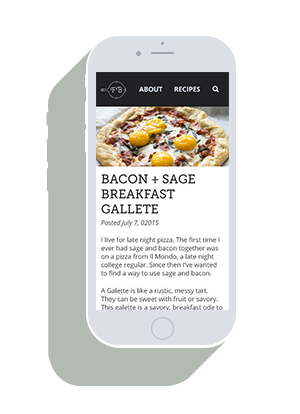 FB
ABOUT RECIPES
BACON + SAGE
BREAKFAST
GALLETE
Posted July 7, 02015
I live for late night pizza. The first time I
ever had sage and bacon together was
on a pizza from Il Mondo, a late night
college regular. Since then I've wanted
to find a way to use sage and bacon.
A Galette is like a rustic, messy tart.
They can be sweet with fruit or savory.
This galette is a savory, breakfast ode to